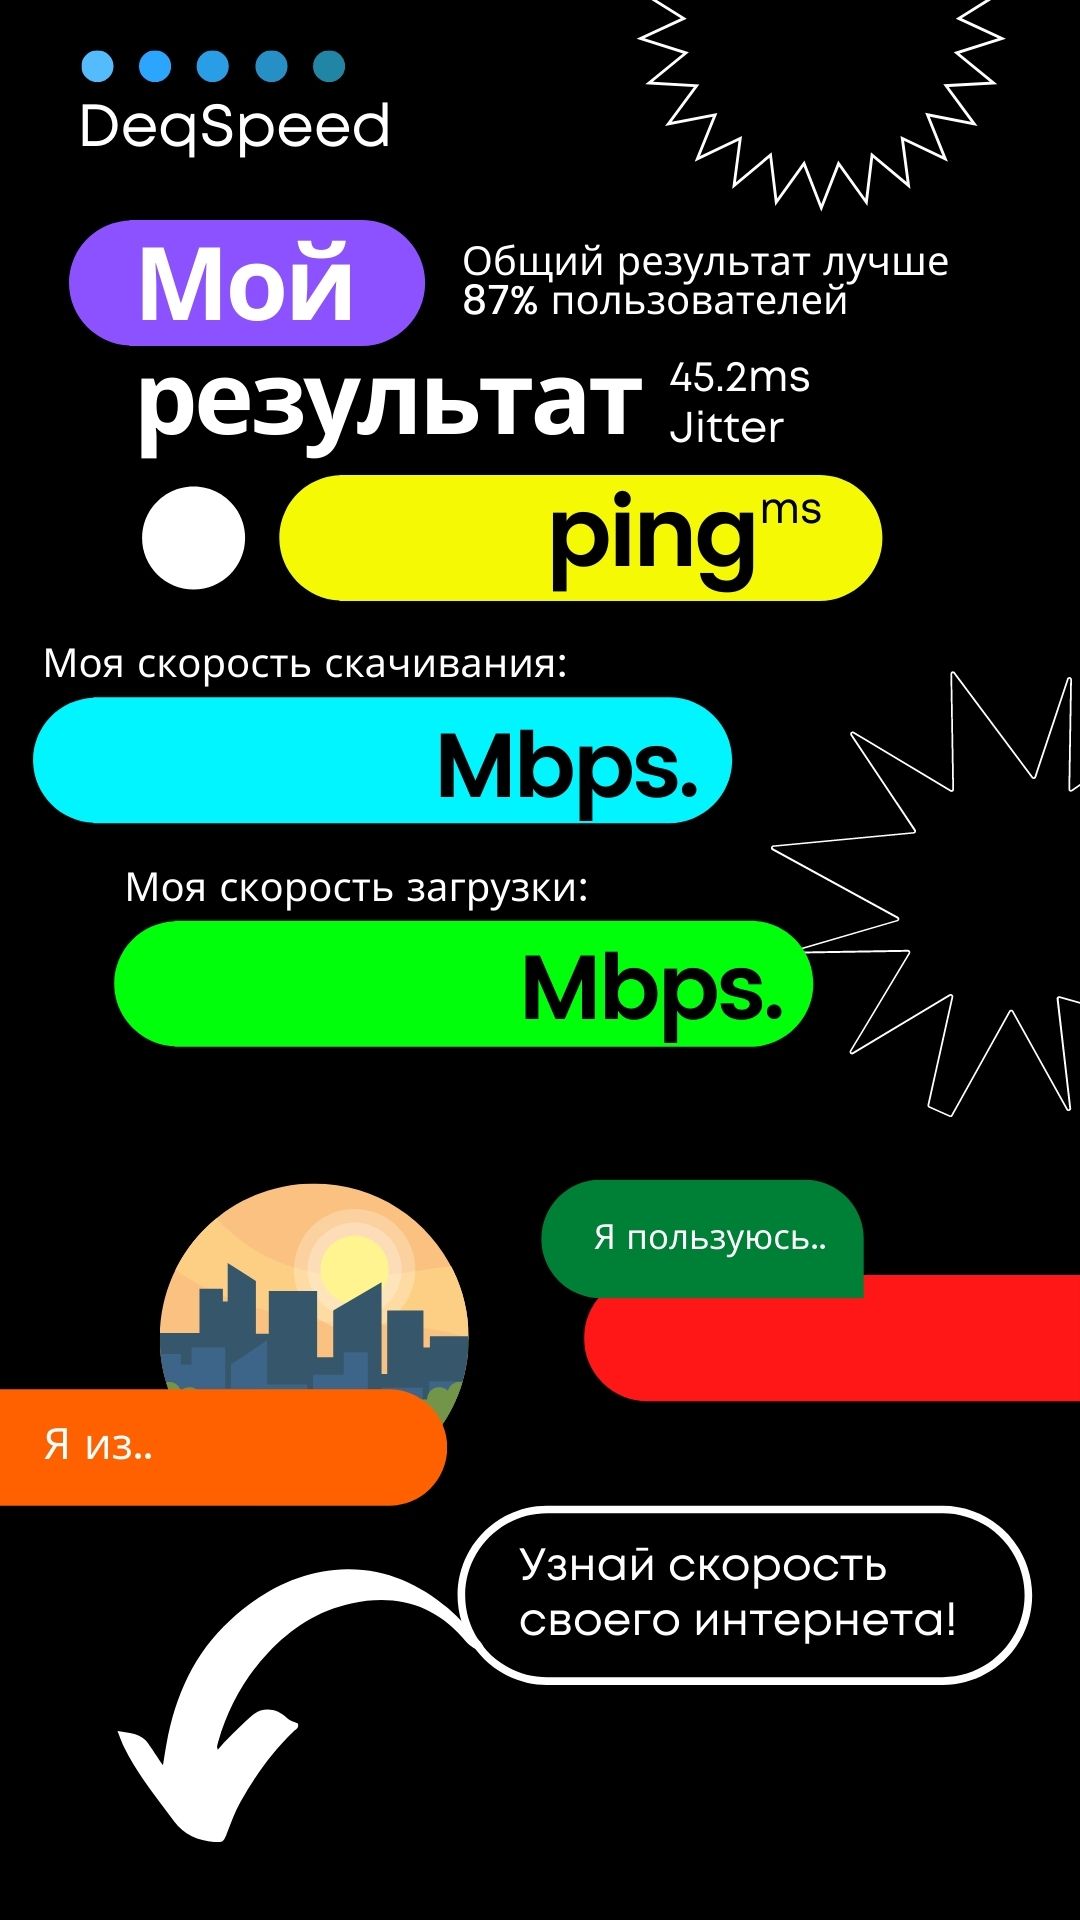 DeqSpeed
Мой
Общий результат лучше
87% пользователей
результат
45.2ms
Jitter
ping ms
Моя скорость скачивания:
Mbps.
Моя скорость загрузки:
Mbps.
Я пользуюсь..
Я из..
Узнай скорость
своего интернета!